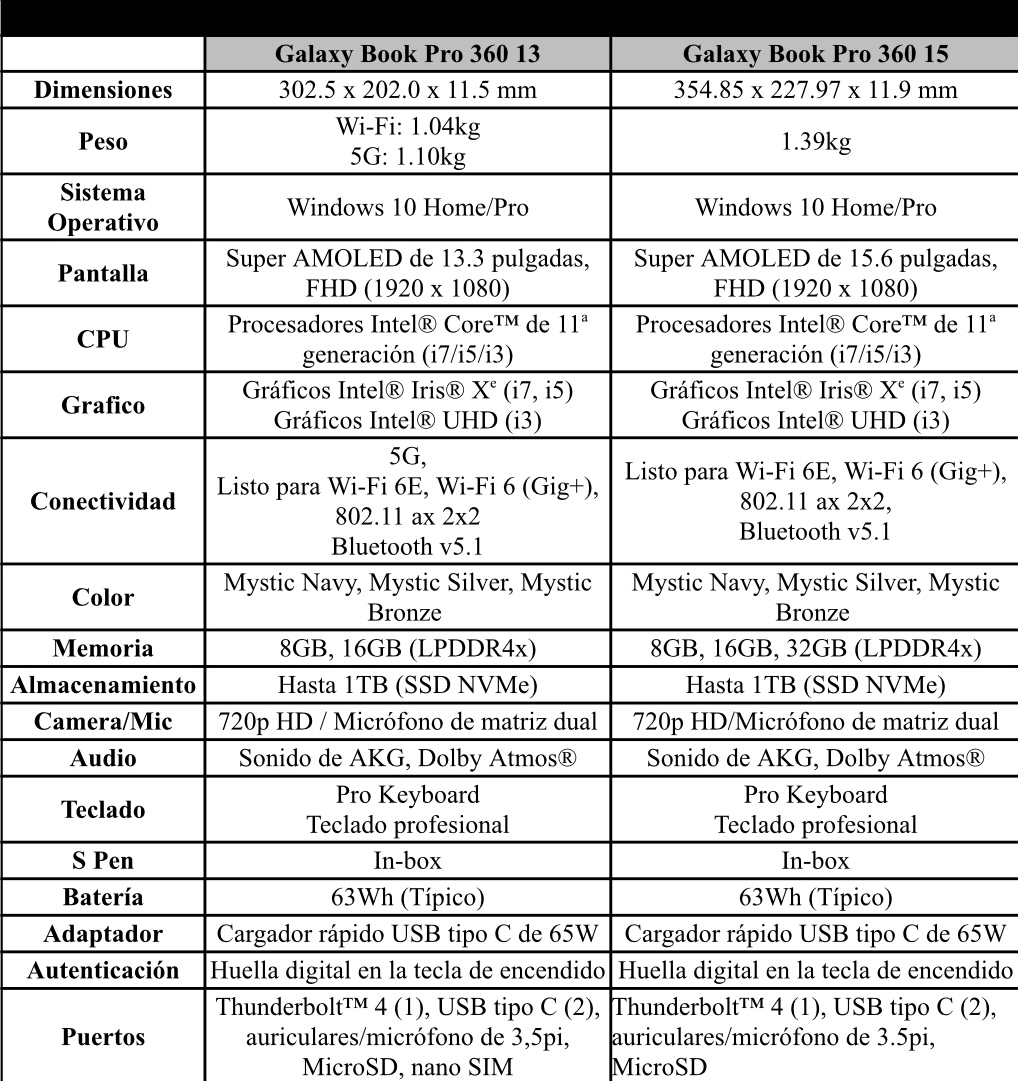 Galaxy Book Pro 360 13 Galaxy Book Pro 360 15
Dimensiones 302.5 x 202.0 x 11.5 mm 354.85 x 227.97 x 11.9 mm
Peso
Wi-Fi: 1.04kg
5G: 1.10kg
1.39kg
Sistema
Operativo
Windows 10 Home/Pro
Windows 10 Home/Pro
Pantalla
Super AMOLED de 13.3 pulgadas,
FHD (1920 x 1080)
Super AMOLED de 15.6 pulgadas,
FHD (1920 x 1080)
CPU
Procesadores Intel® Core™ de 11ª
generación (i7/i5/i3)
Procesadores Intel® Core™ de 11ª
generación (i7/i5/i3)
Grafico
Gráficos Intel® Iris® Xᵉ (i7, i5)
Gráficos Intel® UHD (i3)
Gráficos Intel® Iris® Xᵉ (i7, i5)
Gráficos Intel® UHD (i3)
Conectividad
5G,
Listo para Wi-Fi 6E, Wi-Fi 6 (Gig+),
802.11 ax 2x2
Bluetooth v5.1
Listo para Wi-Fi 6E, Wi-Fi 6 (Gig+),
802.11 ax 2x2,
Bluetooth v5.1
Color
Mystic Navy, Mystic Silver, Mystic
Bronze
Mystic Navy, Mystic Silver, Mystic
Bronze
Memoria 8GB, 16GB (LPDDR4x) 8GB, 16GB, 32GB (LPDDR4x)
Almacenamiento Hasta 1TB (SSD NVMe) Hasta 1TB (SSD NVMe)
Camera/Mic 720p HD / Micrófono de matriz dual 720p HD/Micrófono de matriz dual
Audio Sonido de AKG, Dolby Atmos® Sonido de AKG, Dolby Atmos®
Teclado
Pro Keyboard
Teclado profesional
Pro Keyboard
Teclado profesional
S Pen In-box In-box
Batería 63Wh (Típico) 63Wh (Típico)
Adaptador Cargador rápido USB tipo C de 65W Cargador rápido USB tipo C de 65W
Autenticación Huella digital en la tecla de encendido Huella digital en la tecla de encendido
Puertos
Thunderbolt™ 4 (1), USB tipo C (2),
auriculares/micrófono de 3,5pi,
MicroSD, nano SIM
Thunderbolt™ 4 (1), USB tipo C (2),
auriculares/micrófono de 3.5pi,
MicroSD